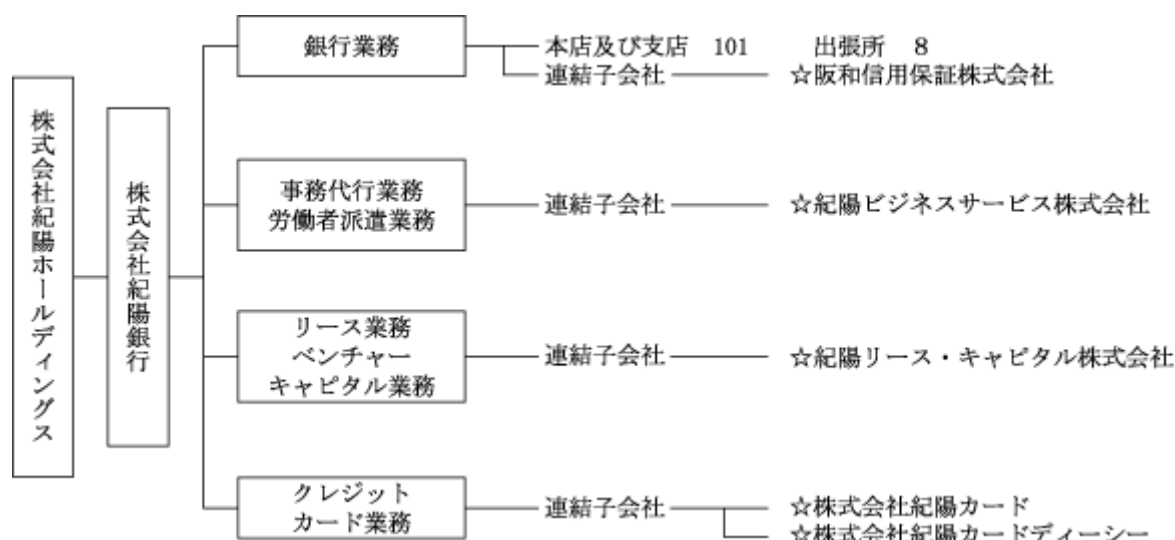 株式会社紀陽ホールディングス
株式会社紀陽銀行
銀行業務
本店及び支店 101 出張所 8
連結子会社 ☆阪和信用保証株式会社
事務代行業務
労働者派遣業務
連結子会社 ☆紀陽ビジネスサービス株式会社
リース業務
ベンチャー
キャピタル業務
連結子会社 ☆紀陽リース・キャピタル株式会社
クレジット
カード業務
連結子会社 ☆株式会社紀陽カード
☆株式会社紀陽カードディーシー